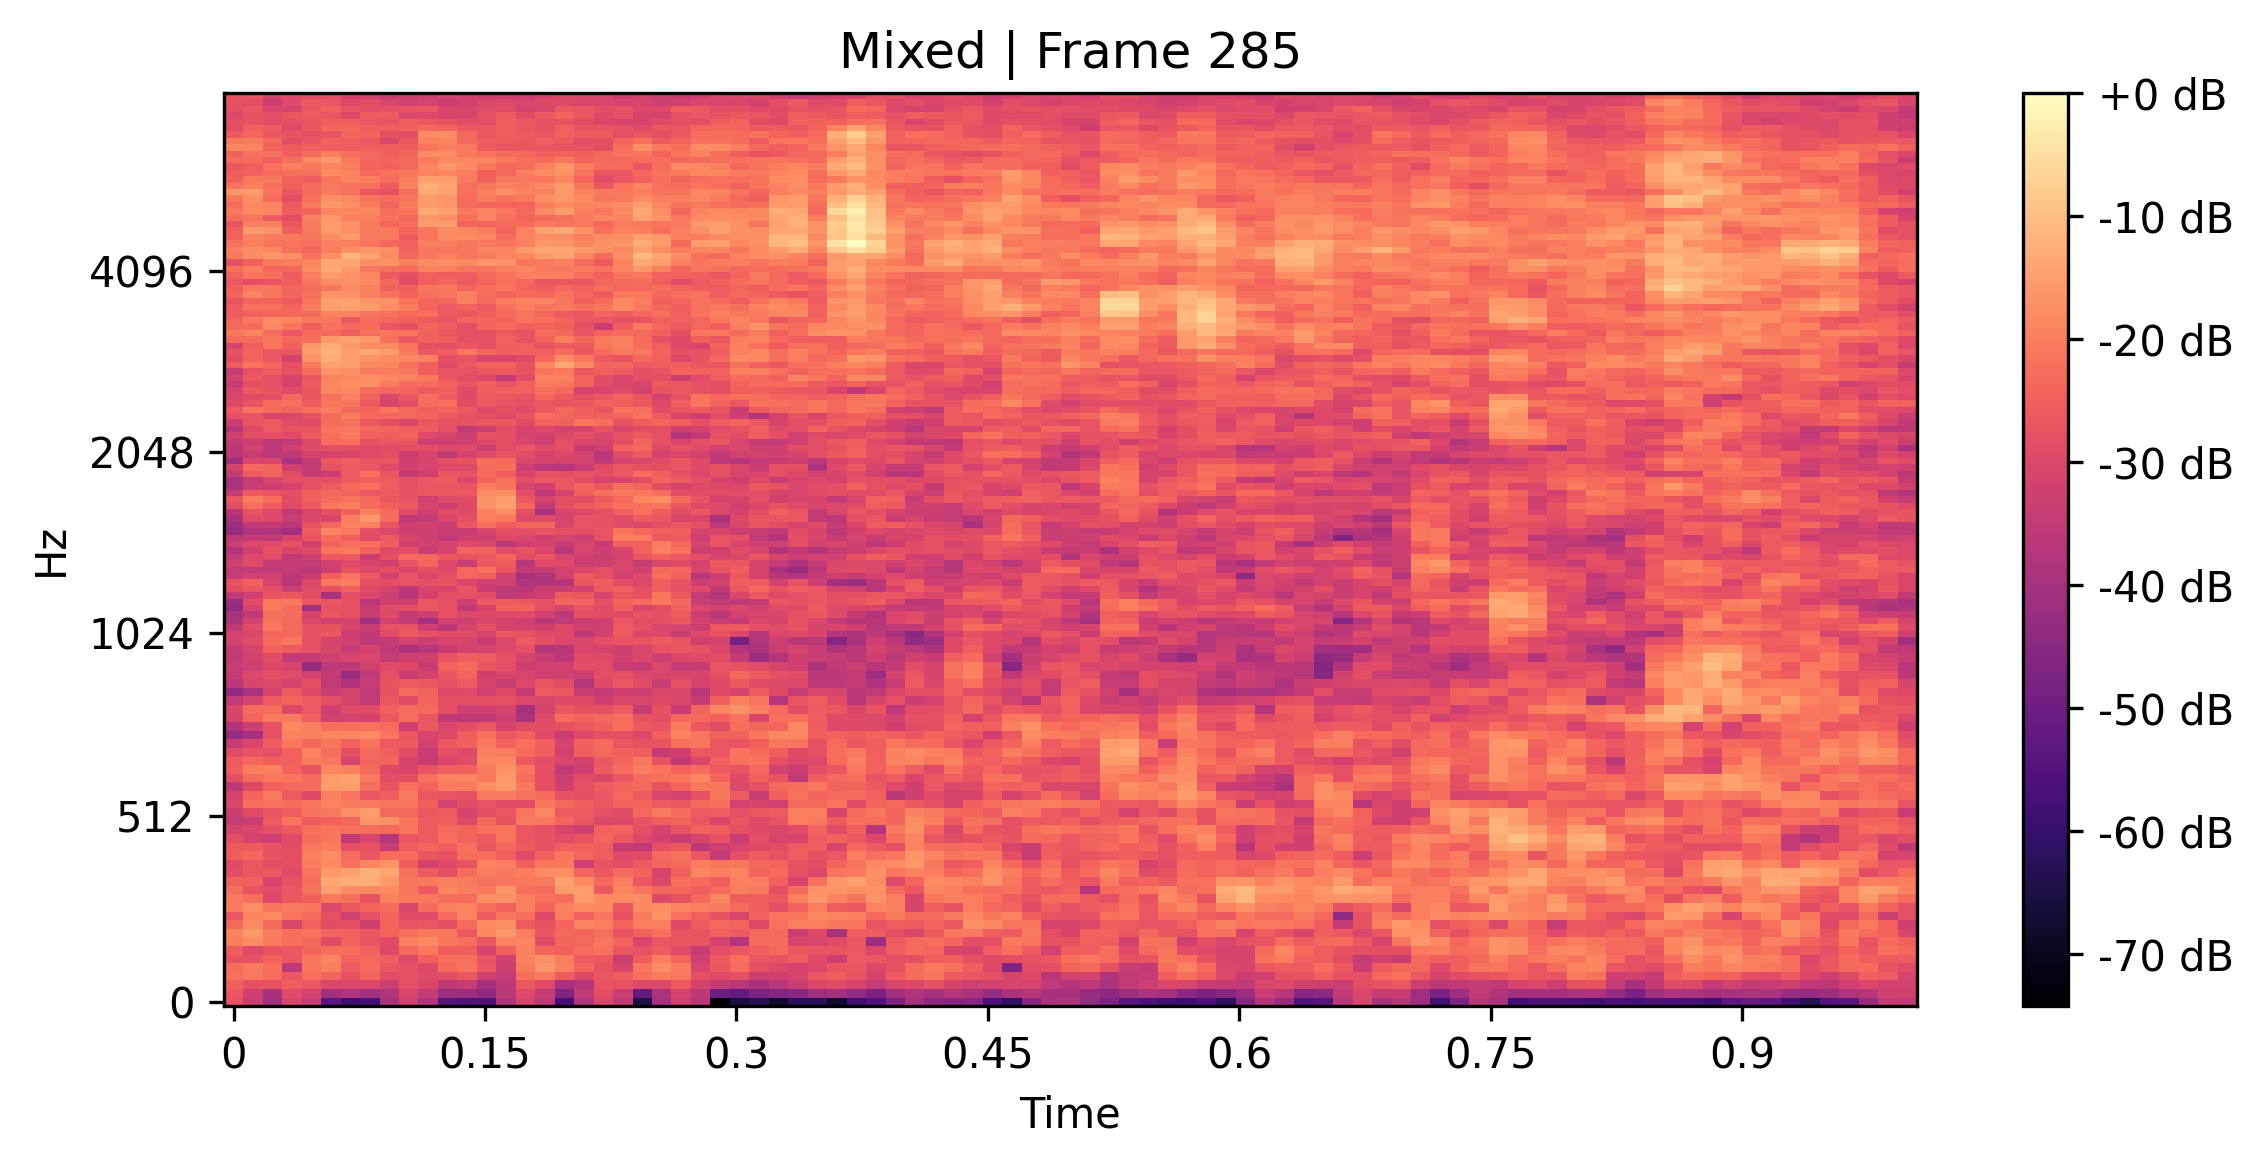 Mixed | Frame 285
+0 dB
-10 dB
-20 dB
-30 dB
-40 dB
-50 dB
-60 dB
-70 dB
Hz
4096
2048
1024
512
0
0 0.15 0.3 0.45 0.6 0.75 0.9
Time